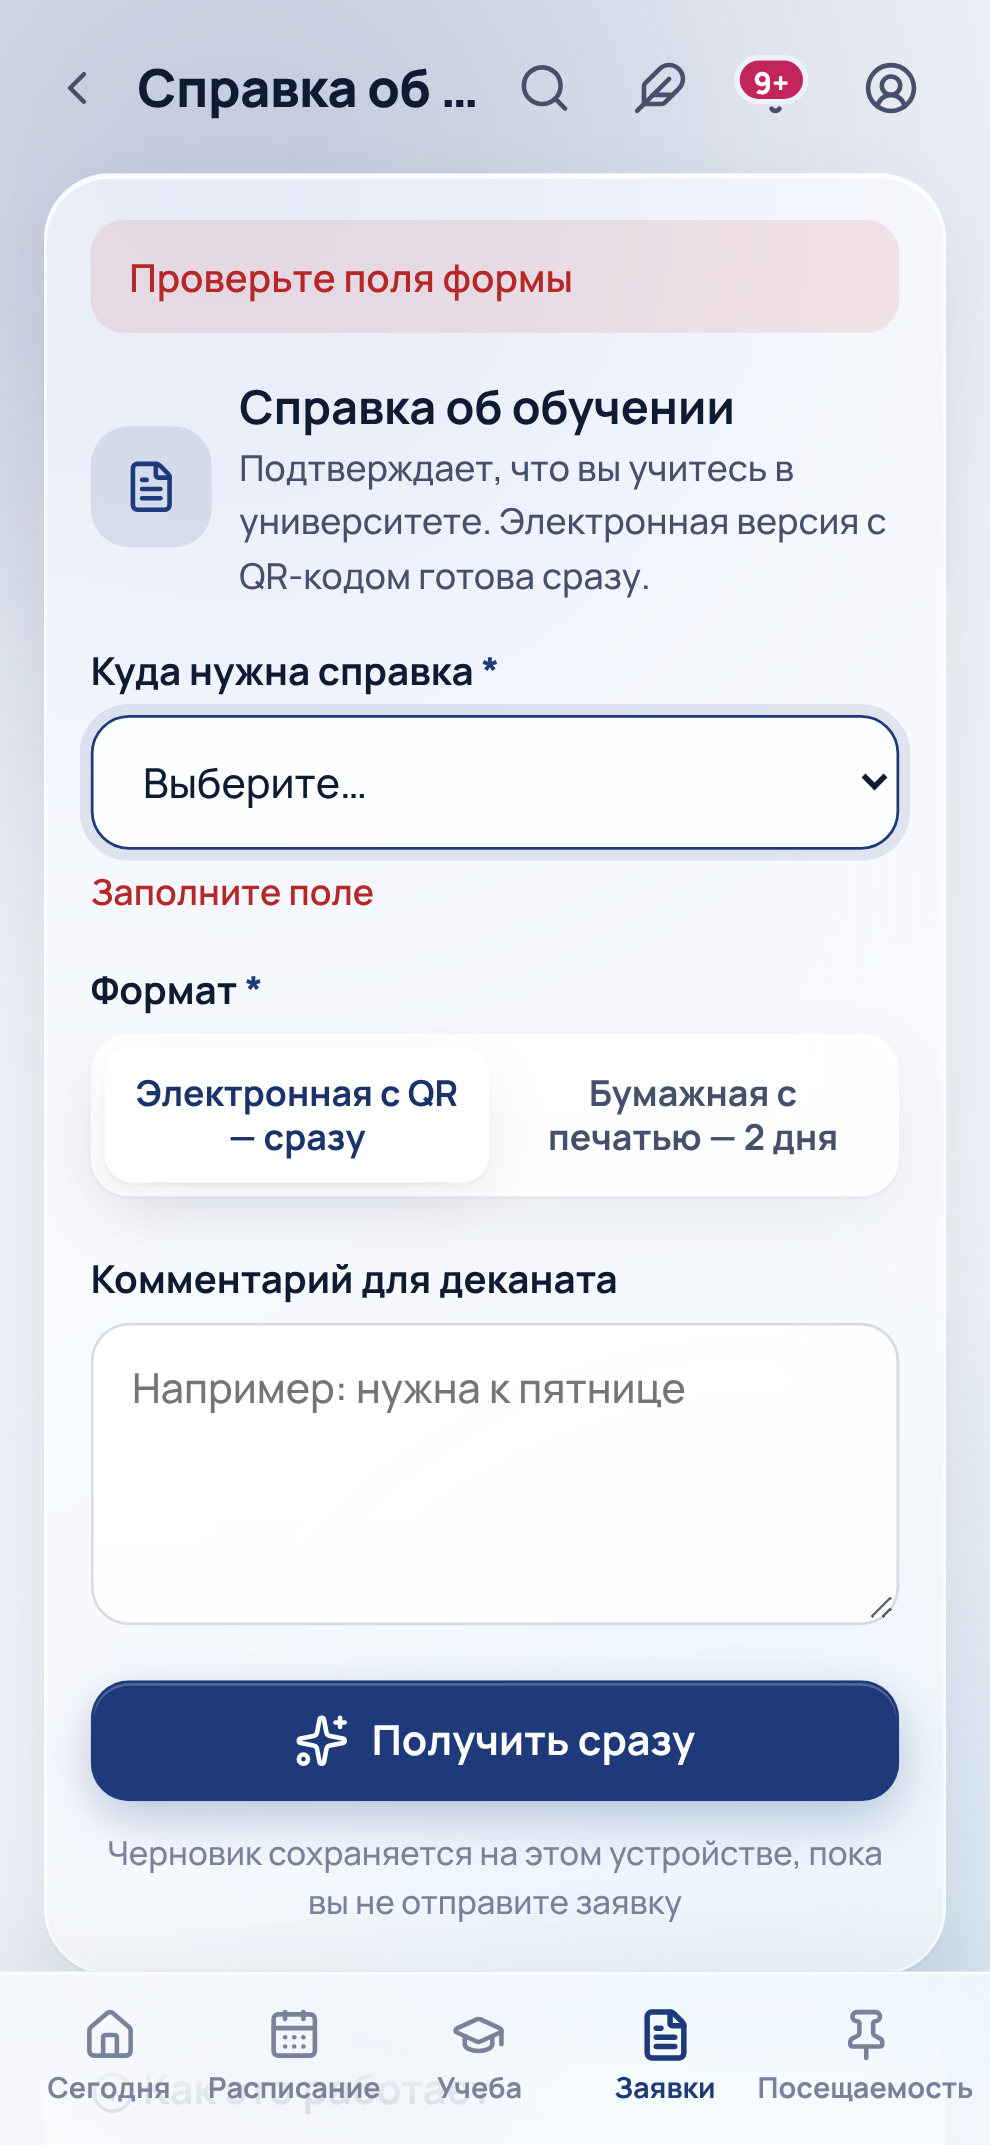 Справка об ...
9+
Проверьте поля формы
Справка об обучении
Подтверждает, что вы учитесь в
университете. Электронная версия с
QR-кодом готова сразу.
Куда нужна справка *
Выберите...
Заполните поле
Формат *
Электронная с QR
— сразу
Бумажная с
печатью — 2 дня
Комментарий для деканата
Например: нужна к пятнице
Получить сразу
Черновик сохраняется на этом устройстве, пока
вы не отправите заявку
Как это работает
Сегодня
Расписание
Учеба
Заявки
Посещаемость